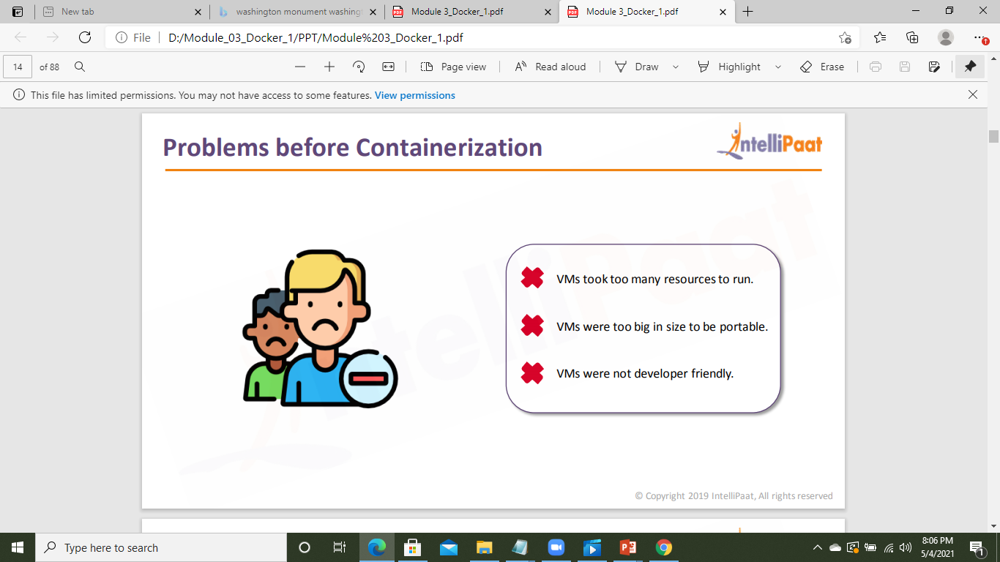 New tab
washington monument washing
Module 3_Docker_1.pdf
Module 3_Docker_1.pdf
File
D:/Module_03_Docker_1/PPT/Module%203_Docker_1.pdf
14
of 88
Page view
Read aloud
Draw
Highlight
Erase
This file has limited permissions. You may not have access to some features. View permissions
Problems before Containerization
IntelliPaat
VMs took too many resources to run.
VMs were too big in size to be portable.
VMs were not developer friendly.
IntelliPaat
© Copyright 2019 IntelliPaat, All rights reserved
Type here to search
8:06 PM
5/4/2021
1